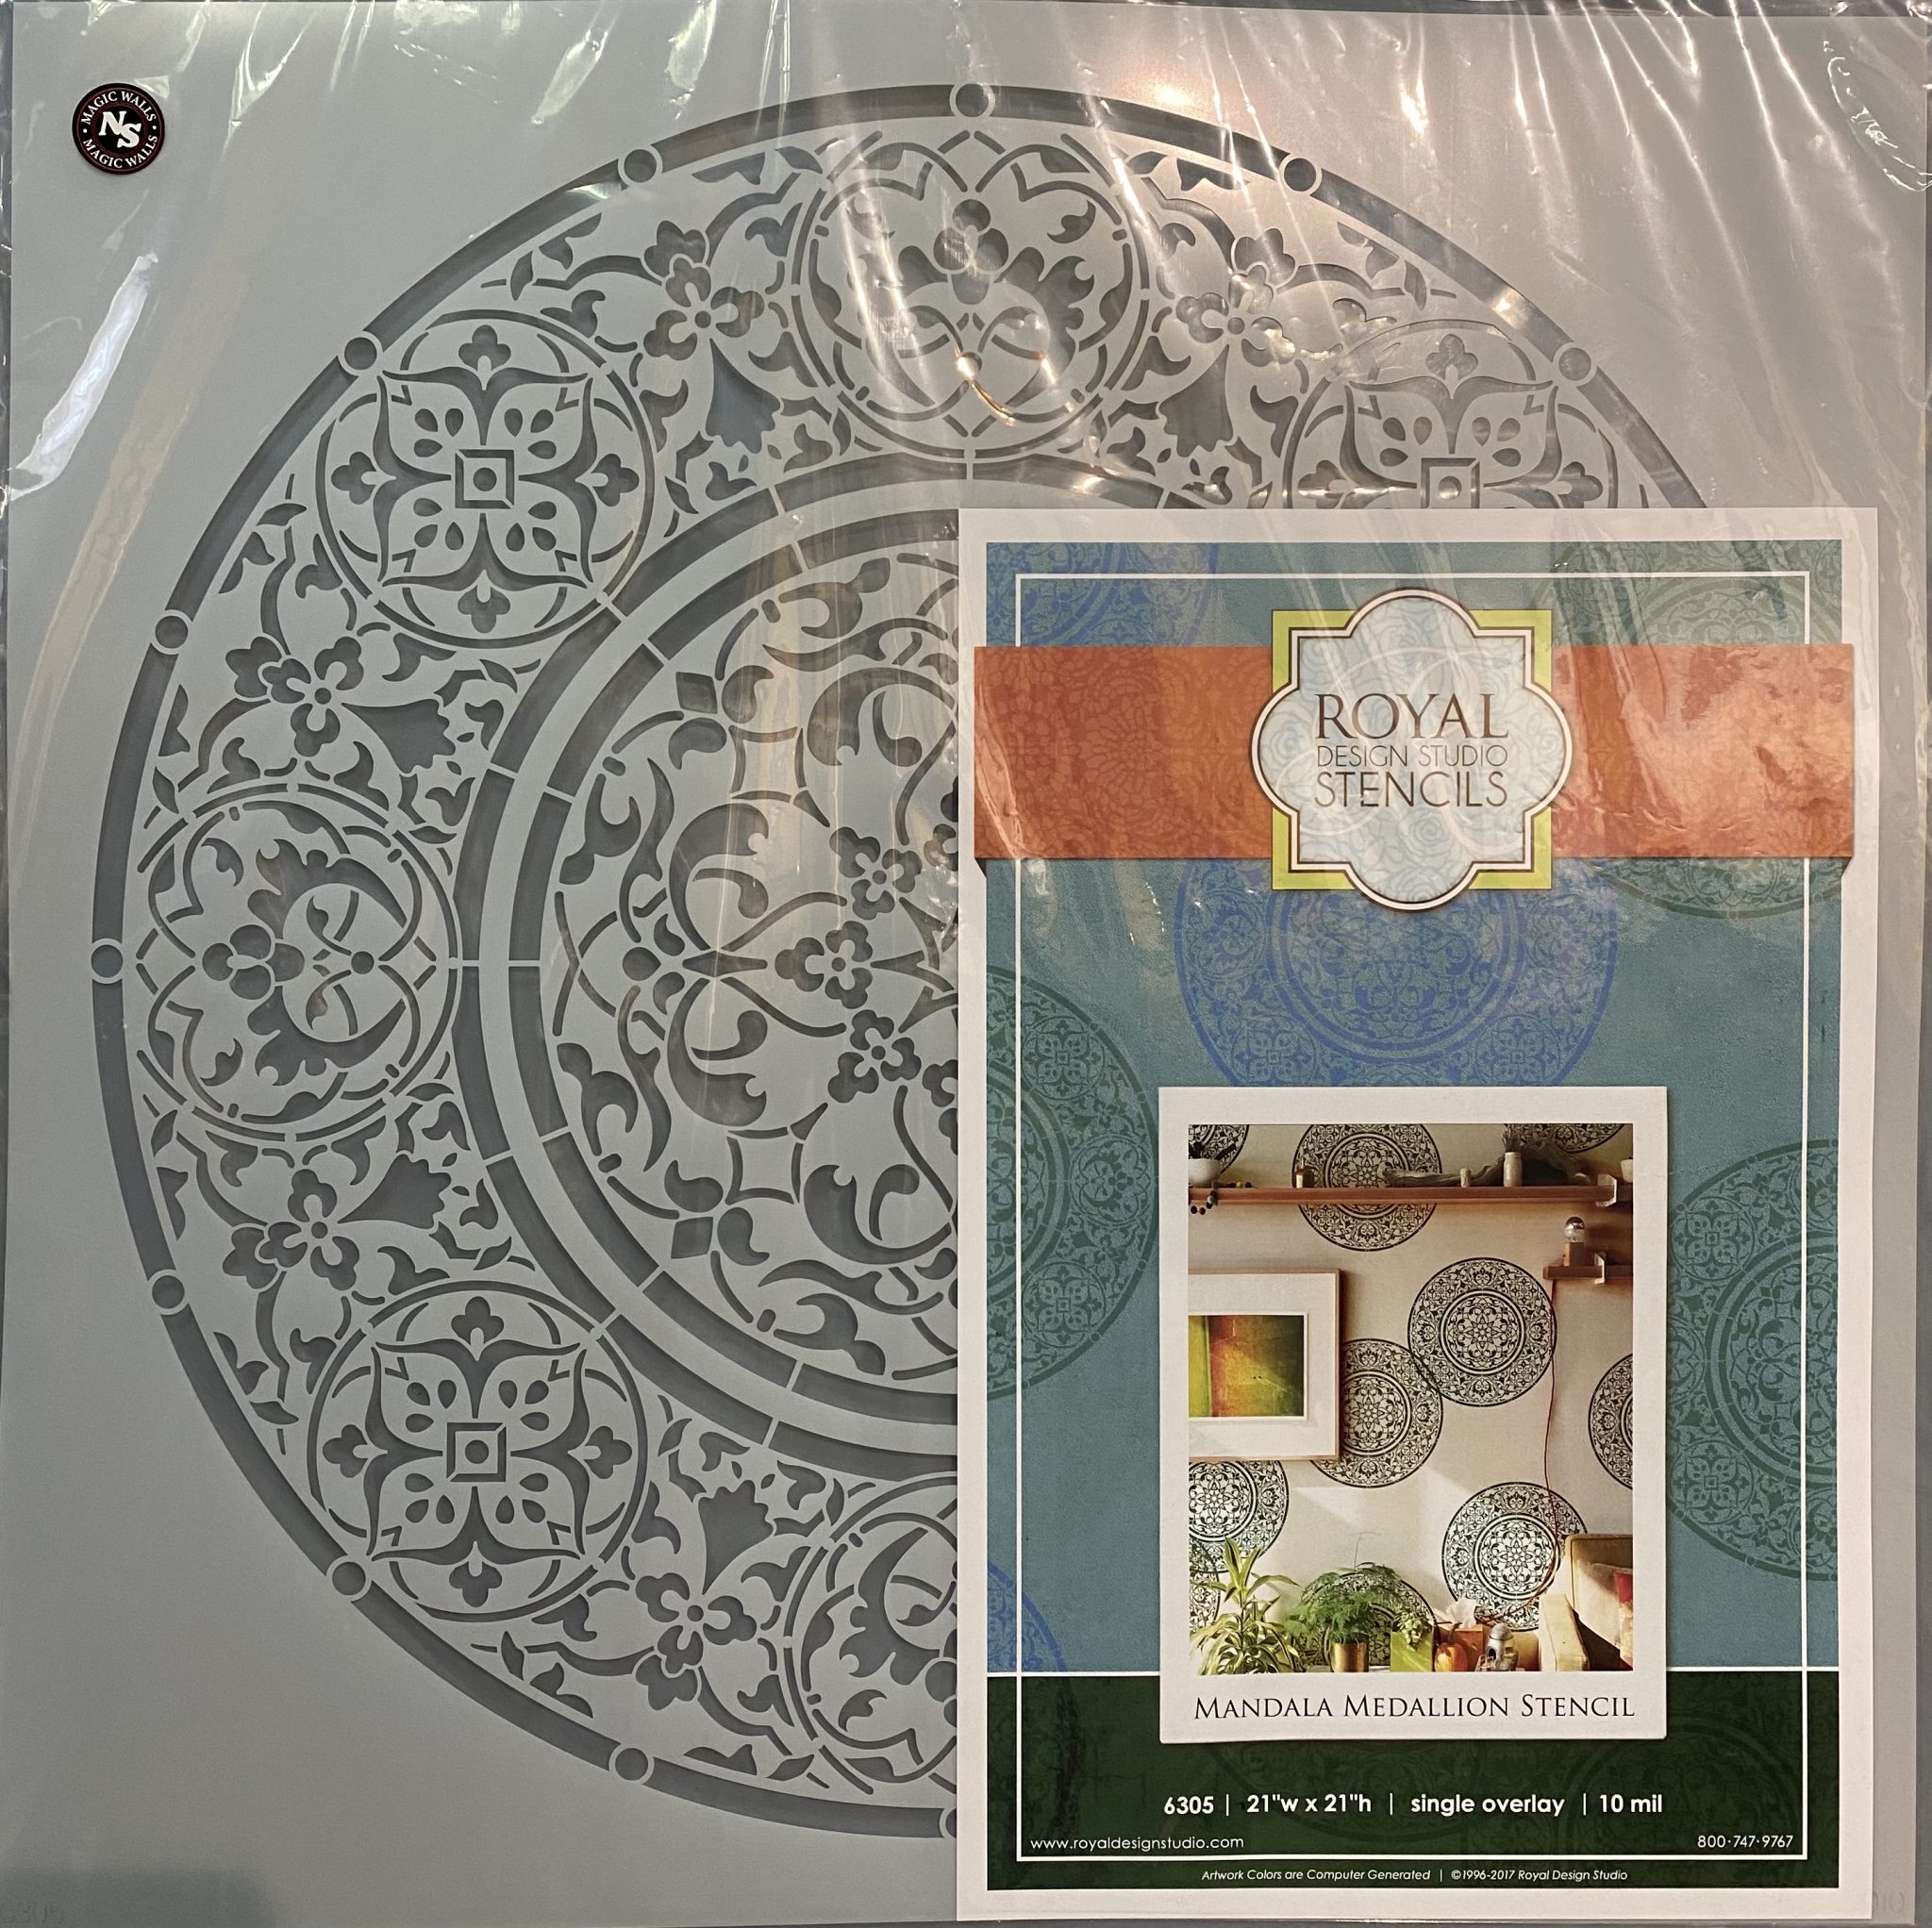 MAGIC WALLS
NS
MAGIC WALLS
ROYAL
DESIGN STUDIO
STENCILS
MANDALA MEDALLION STENCIL
6305 | 21"w x 21"h | single overlay | 10 mil
www.royaldesignstudio.com
800·747·9767
Artwork Colors are Computer Generated | ©1996-2017 Royal Design Studio